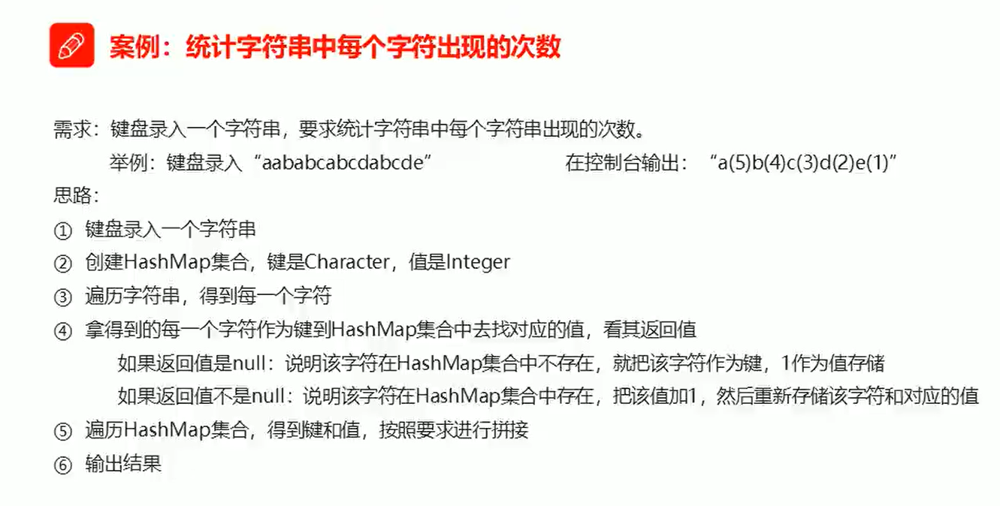 案例：统计字符串中每个字符出现的次数
需求：键盘录入一个字符串，要求统计字符串中每个字符串出现的次数。
举例：键盘录入“aababcabcdabcde” 在控制台输出：“a(5)b(4)c(3)d(2)e(1)”
思路：
① 键盘录入一个字符串
② 创建HashMap集合，键是Character，值是Integer
③ 遍历字符串，得到每一个字符
④ 拿得到的每一个字符作为键到HashMap集合中去找对应的值，看其返回值
如果返回值是null：说明该字符在HashMap集合中不存在，就把该字符作为键，1作为值存储
如果返回值不是null：说明该字符在HashMap集合中存在，把该值加1，然后重新存储该字符和对应的值
⑤ 遍历HashMap集合，得到键和值，按照要求进行拼接
⑥ 输出结果